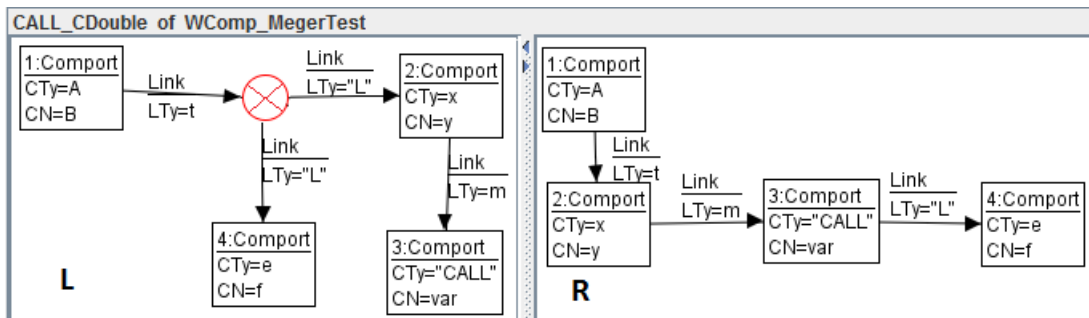 CALL_CDouble of WComp_MegerTest
1:Comport
CTy=A
CN=B
Link
LTy=t
Link
LTy="L"
2:Comport
CTy=x
CN=y
Link
LTy="L"
Link
LTy=m
4:Comport
CTy=e
CN=f
3:Comport
CTy="CALL"
CN=var
L
1:Comport
CTy=A
CN=B
Link
LTy=t
2:Comport
CTy=x
CN=y
Link
LTy=m
3:Comport
CTy="CALL"
CN=var
Link
LTy="L"
4:Comport
CTy=e
CN=f
R